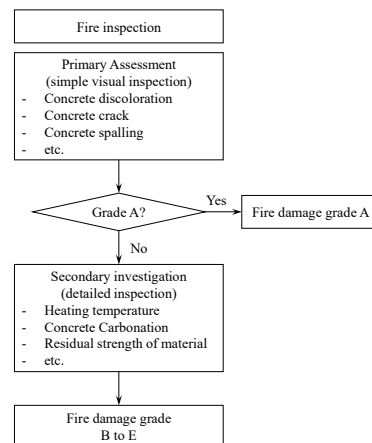 Fire inspection
Primary Assessment
(simple visual inspection)
- Concrete discoloration
- Concrete crack
- Concrete spalling
- etc.
Grade A?
Yes
Fire damage grade A
No
Secondary investigation
(detailed inspection)
- Heating temperature
- Concrete Carbonation
- Residual strength of material
- etc.
Fire damage grade
B to E